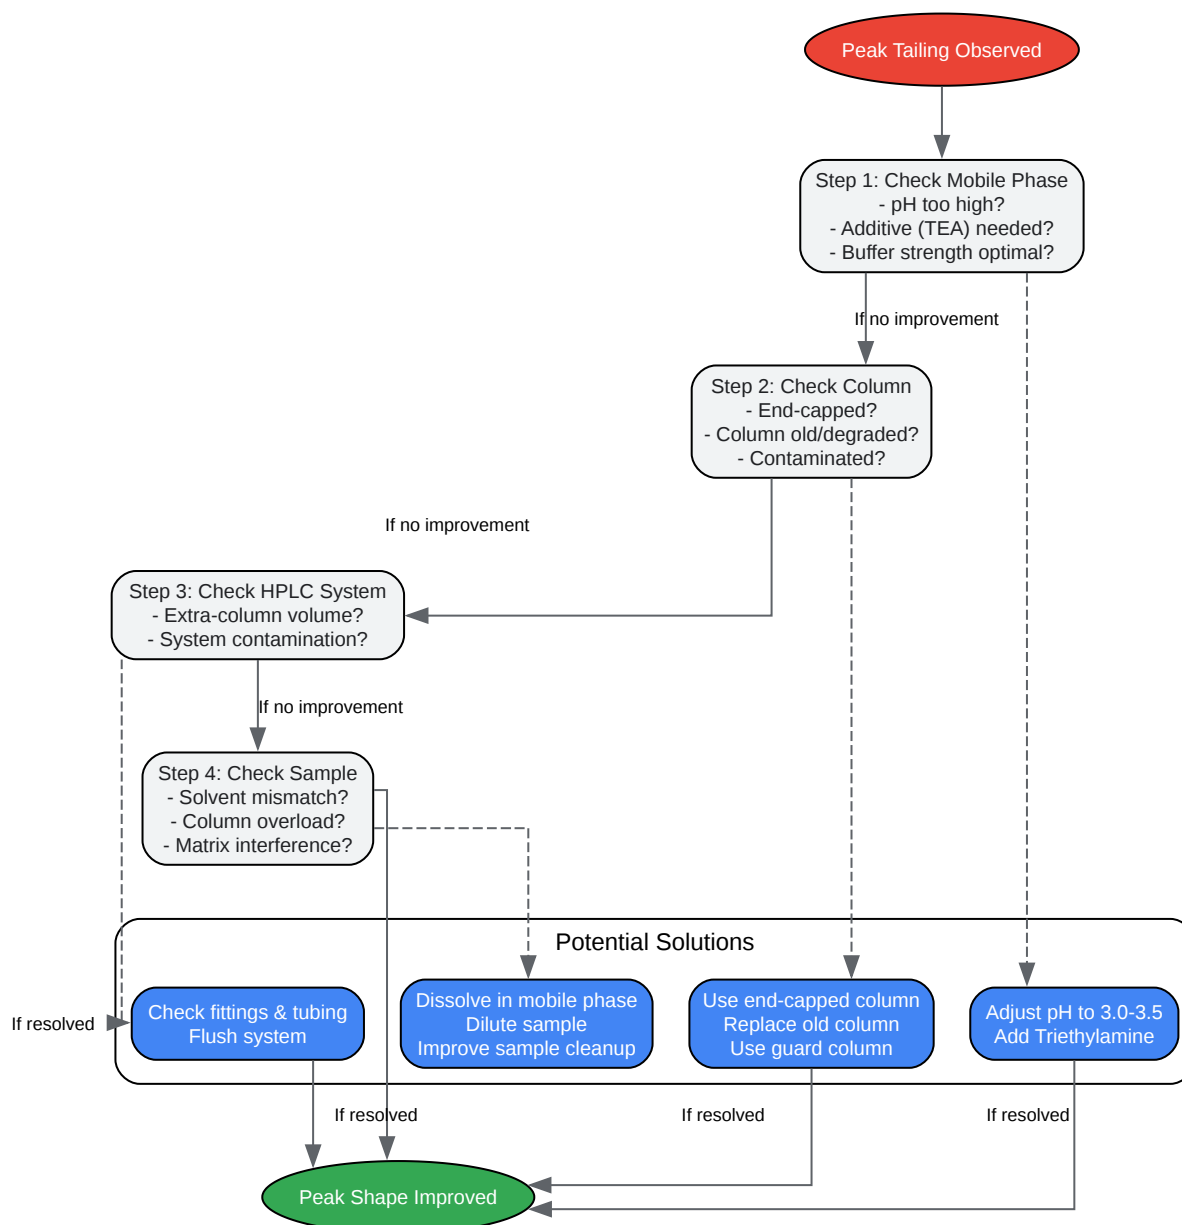 Peak Tailing Observed
Step 1: Check Mobile Phase
- pH too high?
- Additive (TEA) needed?
- Buffer strength optimal?
If no improvement
Step 2: Check Column
- End-capped?
- Column old/degraded?
- Contaminated?
If no improvement
Step 3: Check HPLC System
- Extra-column volume?
- System contamination?
If no improvement
Step 4: Check Sample
- Solvent mismatch?
- Column overload?
- Matrix interference?
Potential Solutions
If resolved
Check fittings & tubing
Flush system
Dissolve in mobile phase
Dilute sample
Improve sample cleanup
Use end-capped column
Replace old column
Use guard column
Adjust pH to 3.0-3.5
Add Triethylamine
If resolved
If resolved
If resolved
Peak Shape Improved